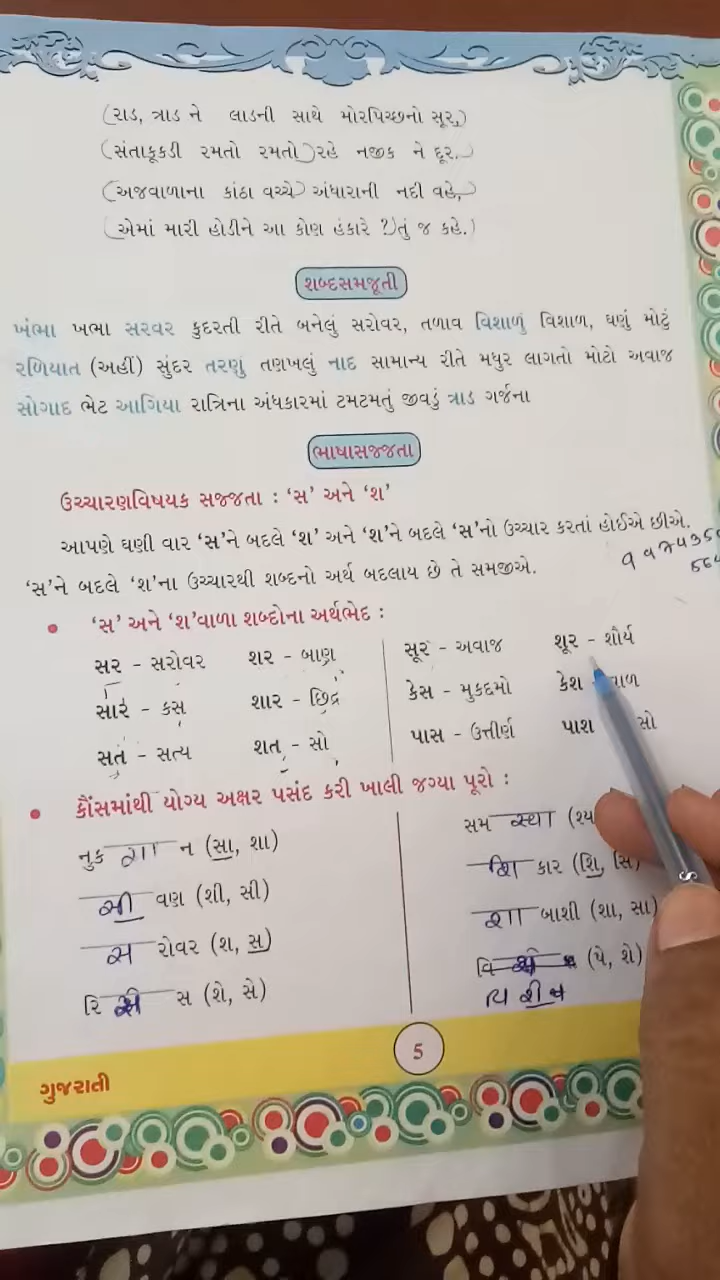 (રાડ, ત્રાડ ને લાડની સાથે મોરપિચ્છનો સૂર,)
(સંતાકૂકડી રમતો રમતો) રહે નજીક ને દૂર.
(અજવાળાના કાંઠા વચ્ચે) અંધારાની નદી વહે,)
(એમાં મારી હોડીને આ કોણ હંકારે ?) તું જ કહે.)
શબ્દસમજૂતી
ખંભા ખભા સરવર કુદરતી રીતે બનેલું સરોવર, તળાવ વિશાળું વિશાળ, ઘણું મોટું
રળિયાત (અહીં) સુંદર તરણું તણખલું નાદ સામાન્ય રીતે મધુર લાગતો મોટો અવાજ
સોગાદ ભેટ આગિયા રાત્રિના અંધકારમાં ટમટમતું જીવડું ત્રાડ ગર્જના
ભાષાસજ્જતા
ઉચ્ચારણવિષયક સજ્જતા : ‘સ’ અને ‘શ’
આપણે ઘણી વાર ‘સ’ને બદલે ‘શ’ અને ‘શ’ને બદલે ‘સ’નો ઉચ્ચાર કરતાં હોઈએ છીએ.
‘સ’ને બદલે ‘શ’ના ઉચ્ચારથી શબ્દનો અર્થ બદલાય છે તે સમજીએ.
• ‘સ’ અને ‘શ’વાળા શબ્દોના અર્થભેદ :
સર – સરોવર શર – બાણ સૂર – અવાજ શૂર – શૌર્ય
સાર – કસ શાર – છિદ્ર કેસ – મુકદ્દમો કેશ –
સત – સત્ય શત – સો પાસ – ઉત્તીર્ણ પાશ
• કૌંસમાંથી યોગ્ય અક્ષર પસંદ કરી ખાલી જગ્યા પૂરો :
નુક શા ન (સા, શા) સમ સ્યા
સી વણ (શી, સી) શિ કાર (શિ, સિ)
સ રોવર (શ, સ) શા બાશી (શા, સા)
રિ સે સ (શે, સે) વિ (ષે, શે)
5
ગુજરાતી